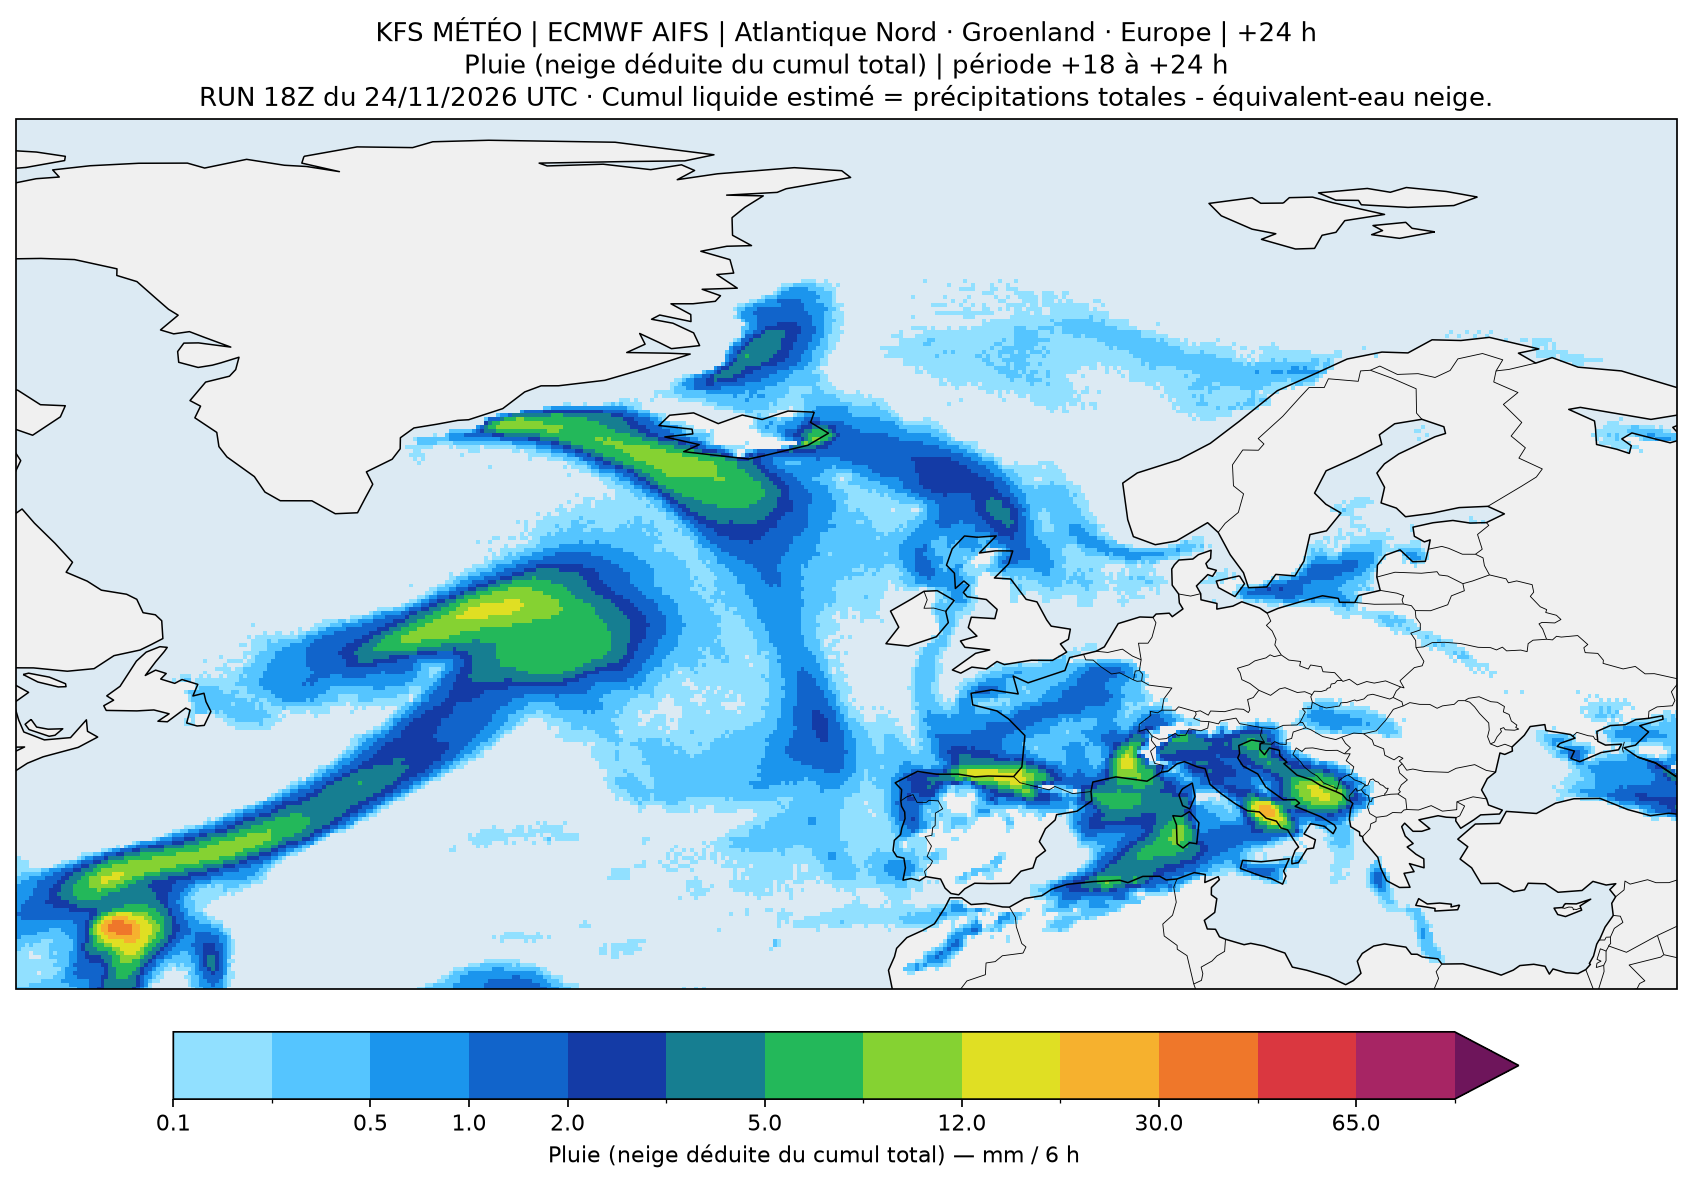 KFS MÉTÉO | ECMWF AIFS | Atlantique Nord · Groenland · Europe | +24 h
Pluie (neige déduite du cumul total) | période +18 à +24 h
RUN 18Z du 24/11/2026 UTC · Cumul liquide estimé = précipitations totales - équivalent-eau neige.
0.1 0.5 1.0 2.0 5.0 12.0 30.0 65.0
Pluie (neige déduite du cumul total) — mm / 6 h